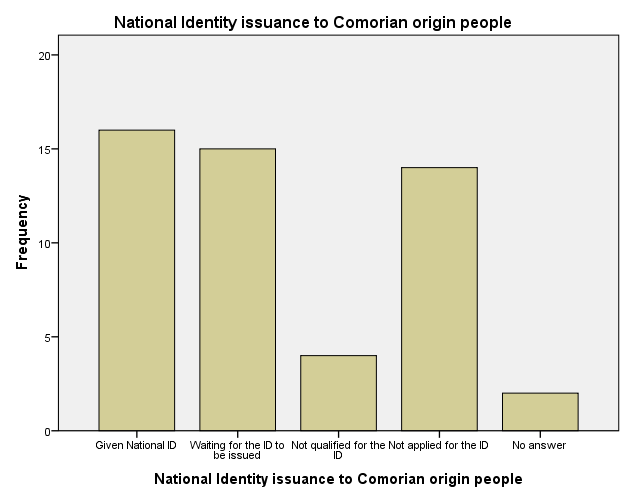 National Identity issuance to Comorian origin people
20
15
10
5
0
Frequency
Given National ID
Waiting for the ID to
be issued
Not qualified for the
ID
Not applied for the ID
No answer
National Identity issuance to Comorian origin people